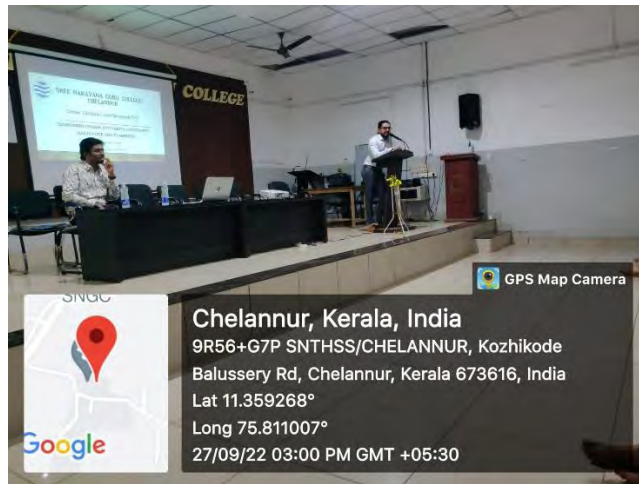 SREE NARAYANA GURU COLLEGE
CHELANNUR
COLLEGE
GPS Map Camera
SNGC
Google
Chelannur, Kerala, India
9R56+G7P SNTHSS/CHELANNUR, Kozhikode
Balussery Rd, Chelannur, Kerala 673616, India
Lat 11.359268°
Long 75.811007°
27/09/22 03:00 PM GMT +05:30